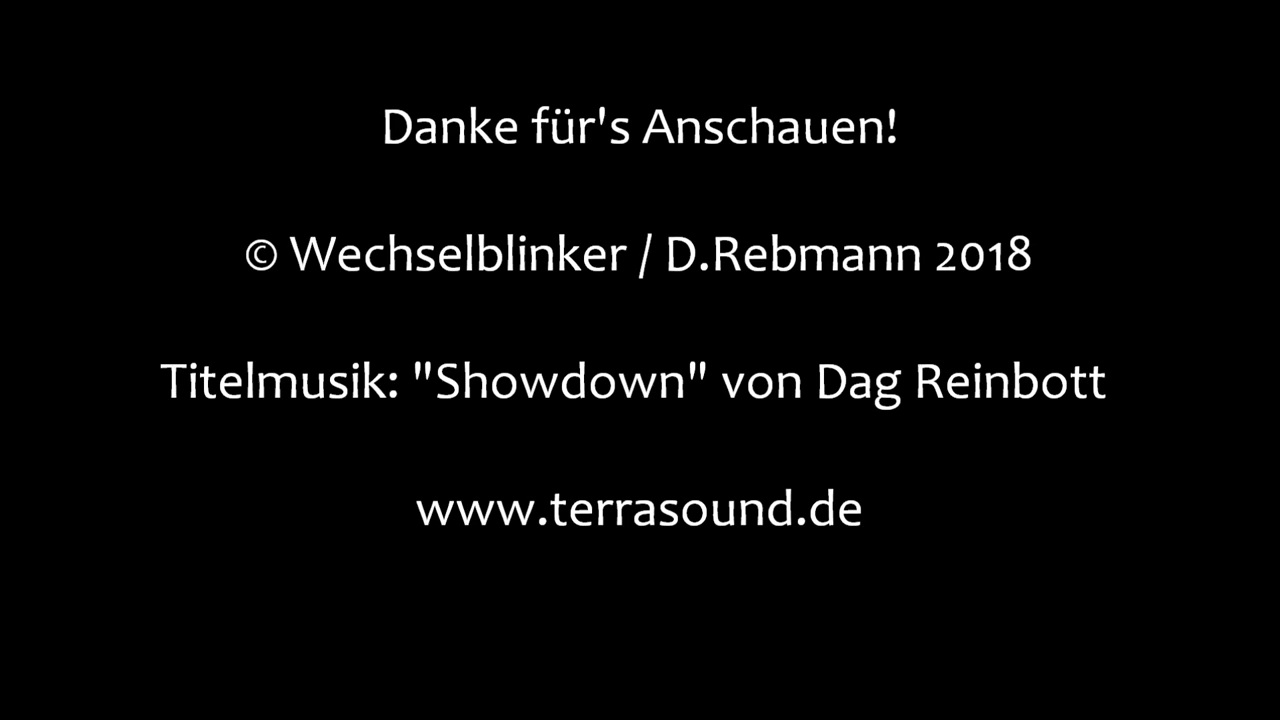 Danke für's Anschauen!
© Wechselblinker / D.Rebmann 2018
Titelmusik: "Showdown" von Dag Reinbott
www.terrasound.de